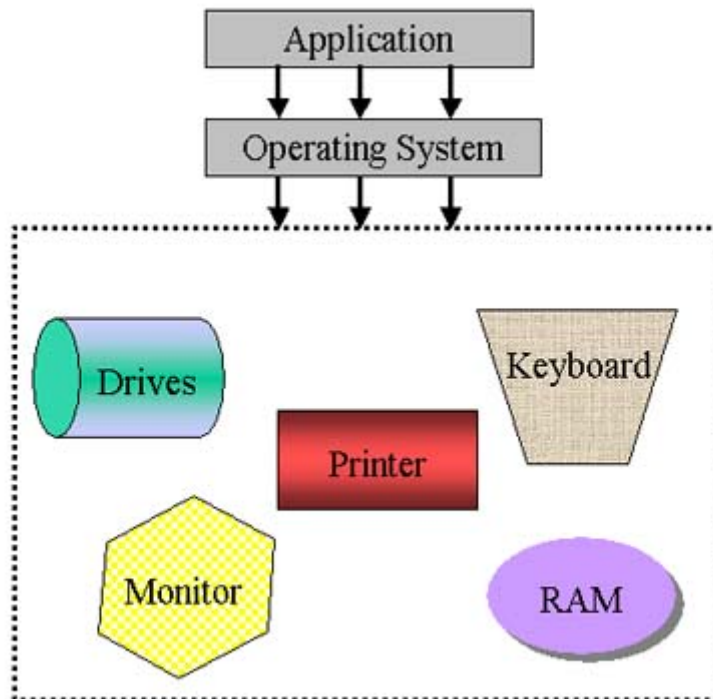 Application
Operating System
Drives
Keyboard
Printer
Monitor
RAM